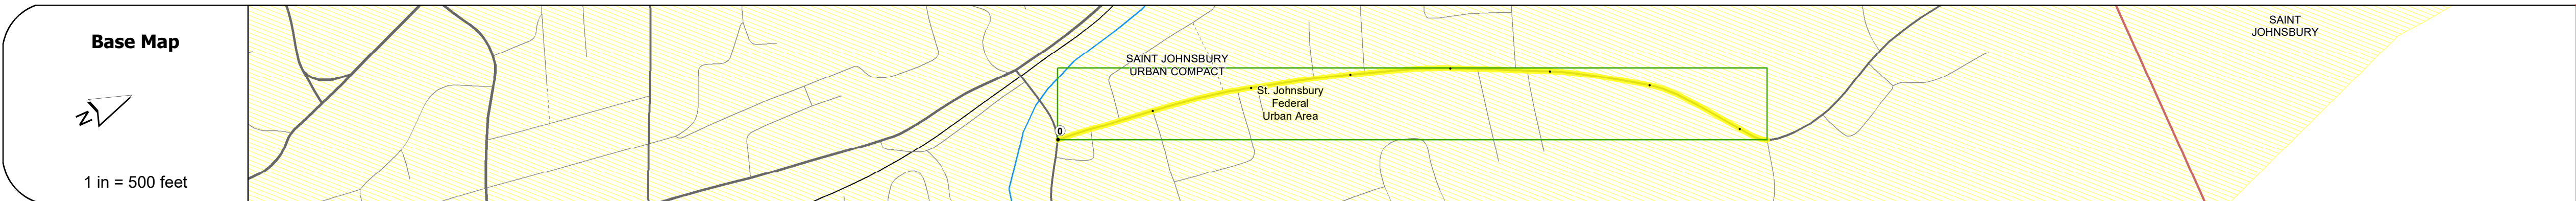 Base Map
N
1 in = 500 feet
SAINT JOHNSBURY
URBAN COMPACT
0
St. Johnsbury
Federal
Urban Area
SAINT
JOHNSBURY